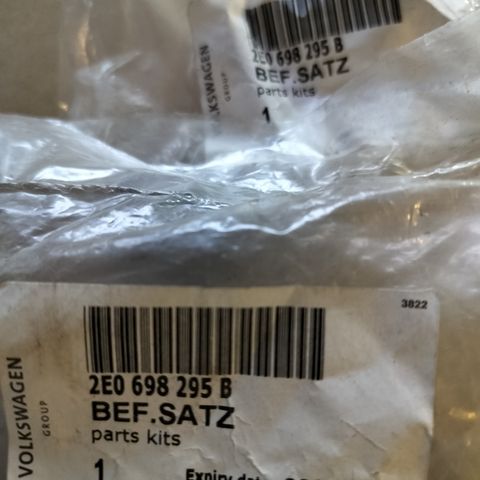 2E0 698 295 B
BEF.SATZ
parts kits
1
VOLKSWAGEN
GROUP
3822
2E0 698 295 B
BEF.SATZ
parts kits
1
Expiry
VOLKSWAGEN
GROUP